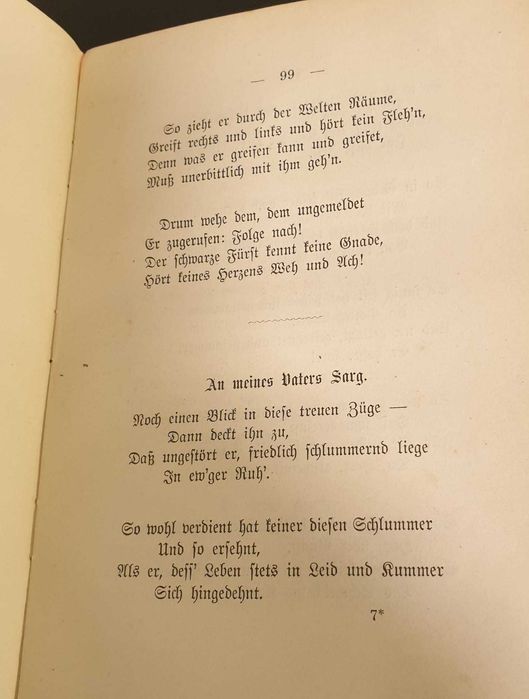 — 99 —
So zieht er durch der Welten Räume,
Greift rechts und links und hört kein Fleh'n,
Denn was er greifen kann und greifet,
Muß unerbittlich mit ihm geh'n.
Drum wehe dem, dem ungemeldet
Er zugerufen: Folge nach!
Der schwarze Fürst kennt keine Gnade,
Hört keines Herzens Weh und Ach!
An meines Vaters Sarg.
Noch einen Blick in diese treuen Züge —
Dann deckt ihn zu,
Daß ungestört er, friedlich schlummernd liege
In ew'ger Ruh'.
So wohl verdient hat keiner diesen Schlummer
Und so ersehnt,
Als er, dess' Leben stets in Leid und Kummer
Sich hingedehnt.
7*